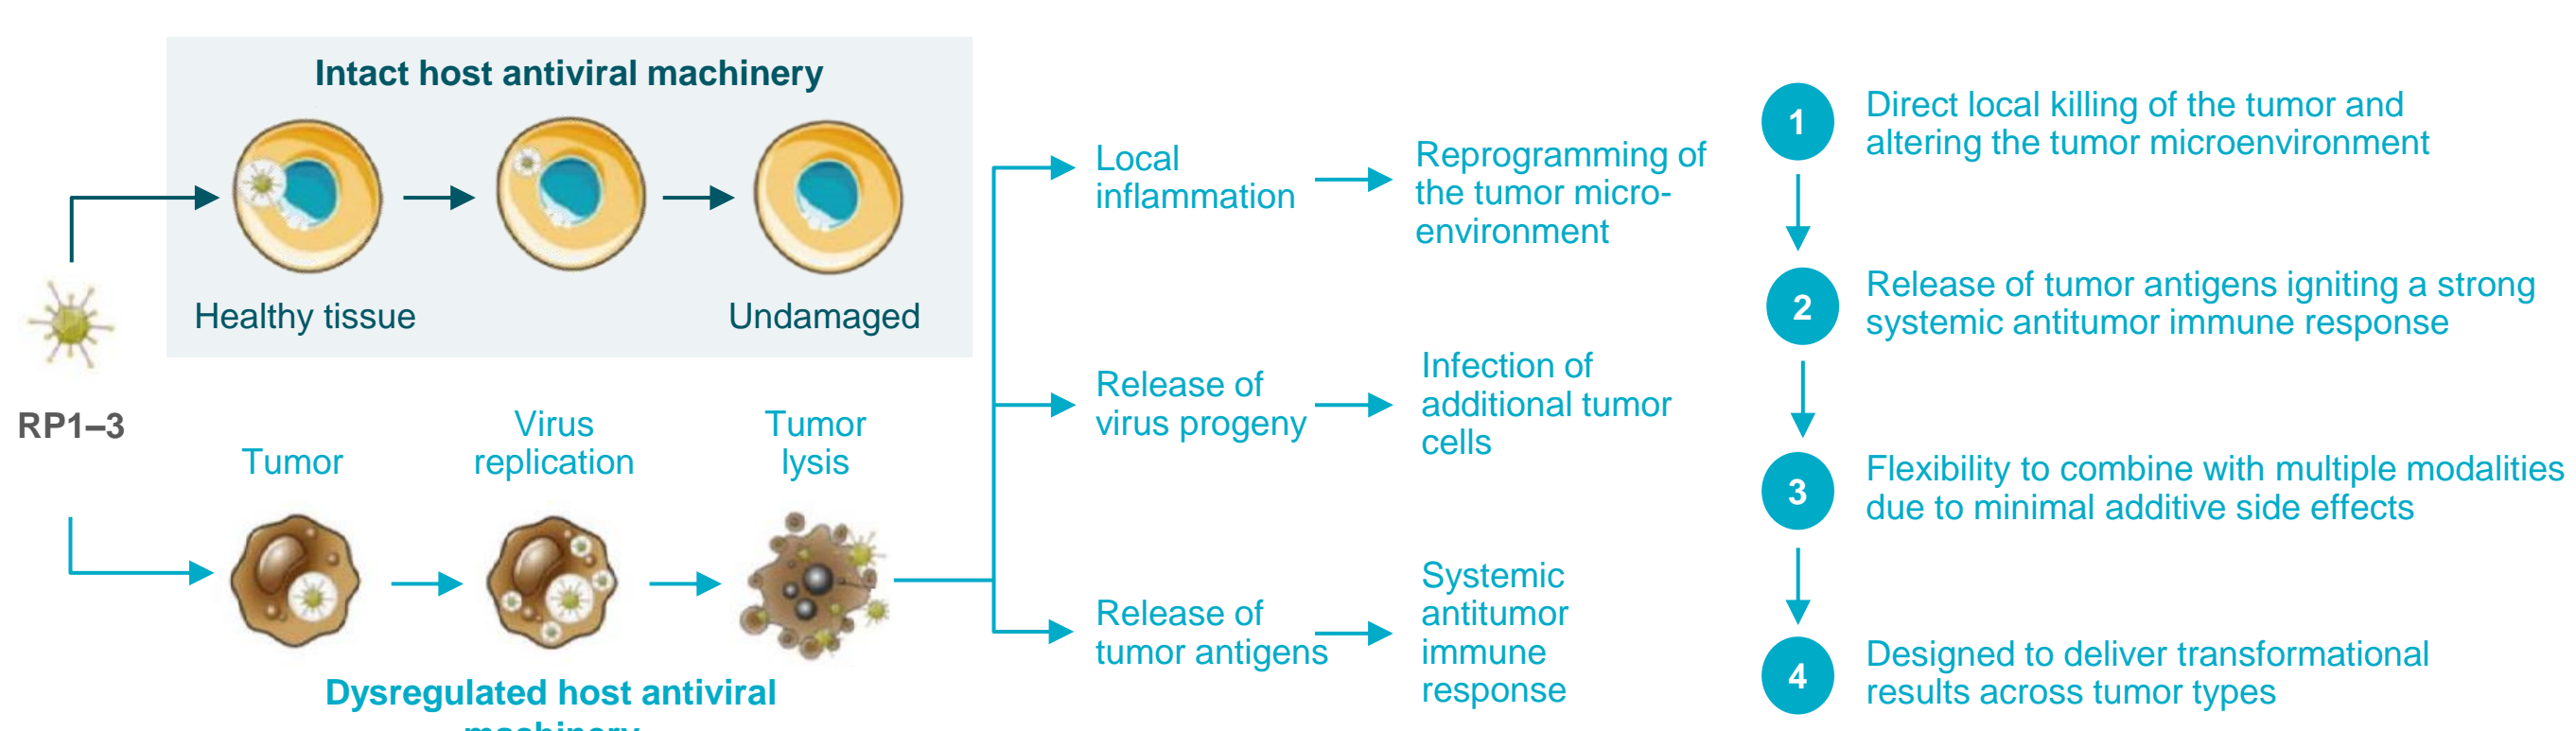 Intact host antiviral machinery
Healthy tissue
Undamaged
RP1–3
Tumor
Virus
replication
Tumor
lysis
Dysregulated host antiviral
machinery
Local
inflammation
Reprogramming of
the tumor micro-
environment
Release of
virus progeny
Infection of
additional tumor
cells
Release of
tumor antigens
Systemic
antitumor
immune
response
1
Direct local killing of the tumor and
altering the tumor microenvironment
2
Release of tumor antigens igniting a strong
systemic antitumor immune response
3
Flexibility to combine with multiple modalities
due to minimal additive side effects
4
Designed to deliver transformational
results across tumor types